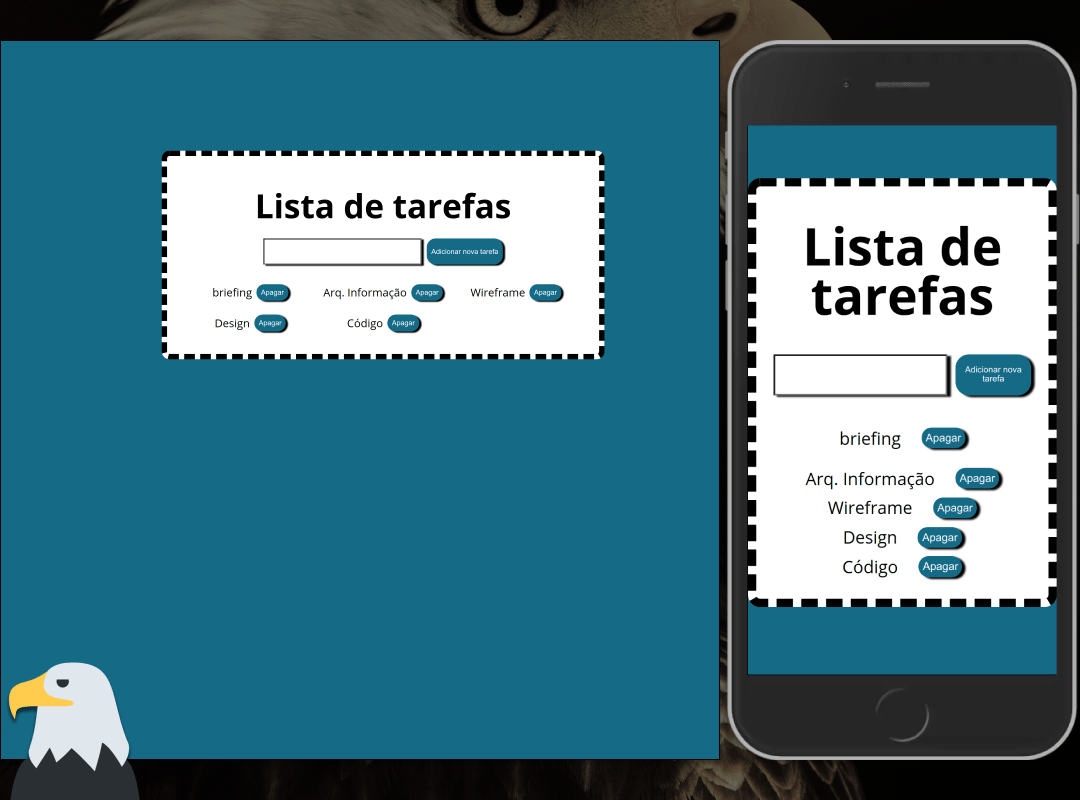 Lista de tarefas
Adicionar nova tarefa
briefing Apagar Arq. Informação Apagar Wireframe Apagar
Design Apagar Código Apagar
Lista de
tarefas
Adicionar nova
tarefa
briefing Apagar
Arq. Informação Apagar
Wireframe Apagar
Design Apagar
Código Apagar